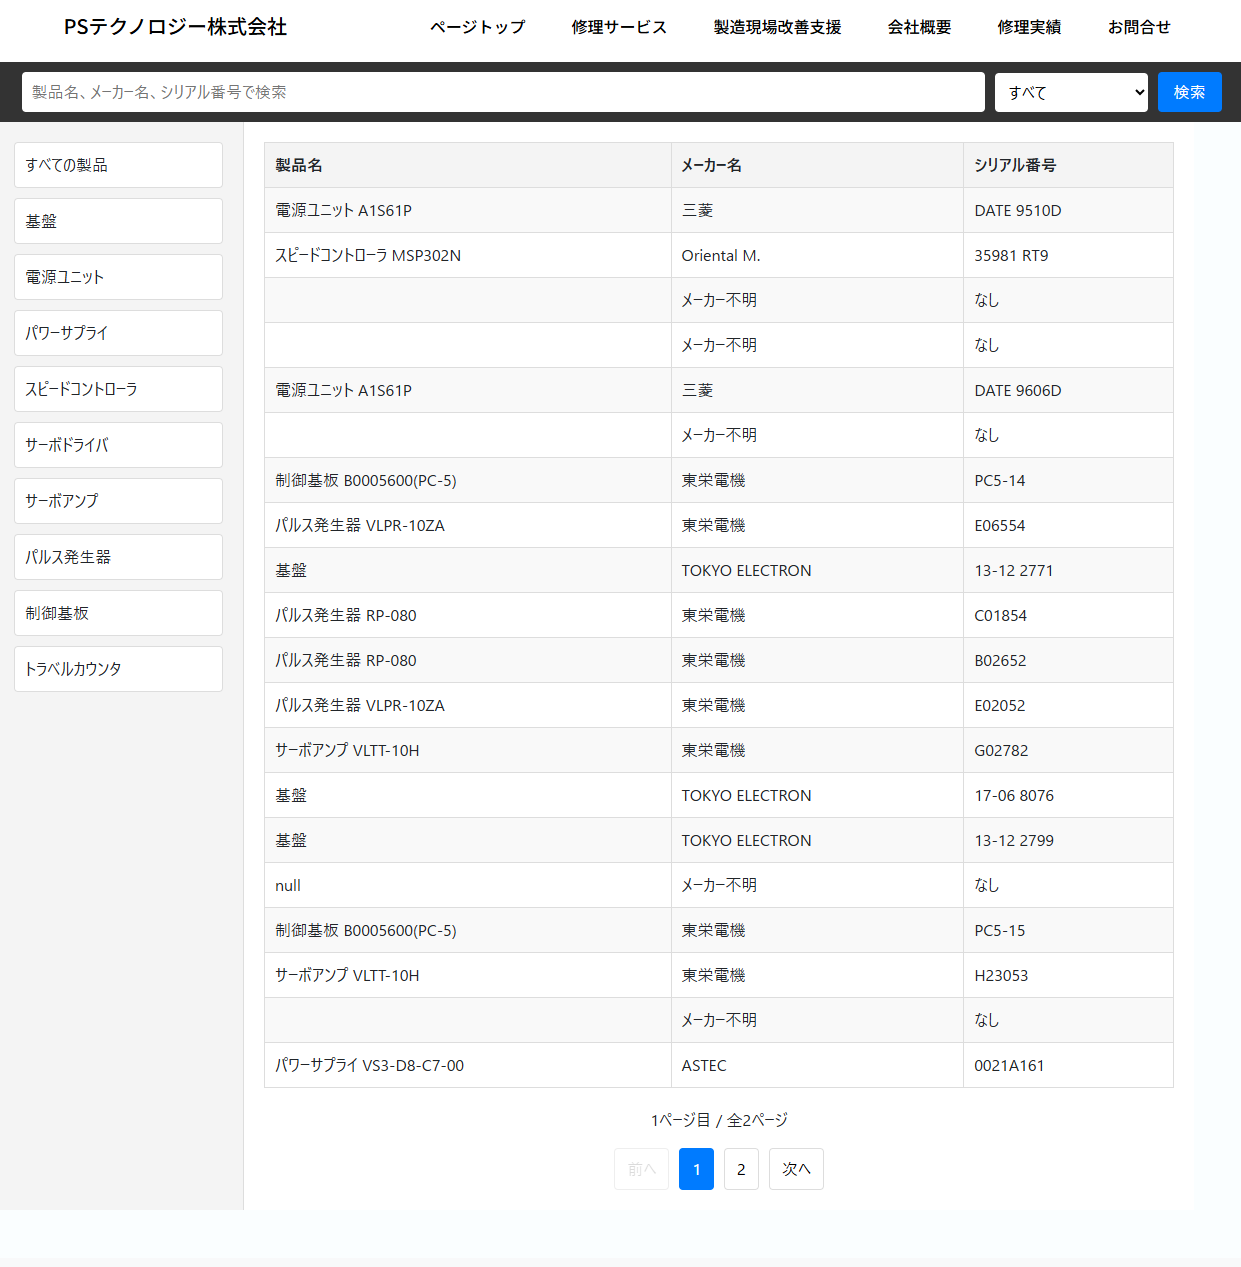 PSテクノロジー株式会社 ページトップ 修理サービス 製造現場改善支援 会社概要 修理実績 お問合せ
製品名、メーカー名、シリアル番号で検索 すべて 検索
すべての製品
基盤
電源ユニット
パワーサプライ
スピードコントローラ
サーボドライバ
サーボアンプ
パルス発生器
制御基板
トラベルカウンタ
製品名 メーカー名 シリアル番号
電源ユニット A1S61P 三菱 DATE 9510D
スピードコントローラ MSP302N Oriental M. 35981 RT9
メーカー不明 なし
メーカー不明 なし
電源ユニット A1S61P 三菱 DATE 9606D
メーカー不明 なし
制御基板 B0005600(PC-5) 東栄電機 PC5-14
パルス発生器 VLPR-10ZA 東栄電機 E06554
基盤 TOKYO ELECTRON 13-12 2771
パルス発生器 RP-080 東栄電機 C01854
パルス発生器 RP-080 東栄電機 B02652
パルス発生器 VLPR-10ZA 東栄電機 E02052
サーボアンプ VLTT-10H 東栄電機 G02782
基盤 TOKYO ELECTRON 17-06 8076
基盤 TOKYO ELECTRON 13-12 2799
null メーカー不明 なし
制御基板 B0005600(PC-5) 東栄電機 PC5-15
サーボアンプ VLTT-10H 東栄電機 H23053
メーカー不明 なし
パワーサプライ VS3-D8-C7-00 ASTEC 0021A161
1ページ目 / 全2ページ
前へ 1 2 次へ